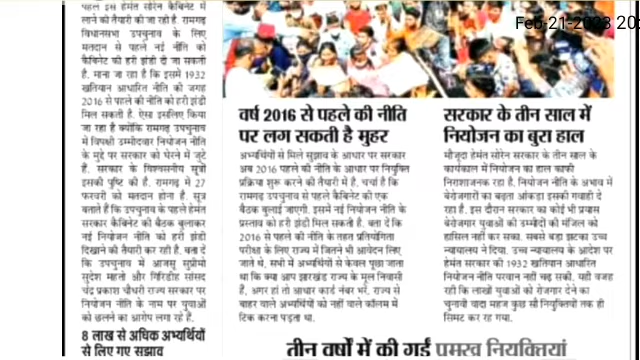 Feb-21-2023 20:
पहले इसे हेमंत सोरेन कैबिनेट में
लाने की तैयारी की जा रही है. रामगढ़
विधानसभा उपचुनाव के लिए
मतदान से पहले नई नीति को
कैबिनेट की हरी झंडी दी जा सकती
है. माना जा रहा है कि इसमें 1932
खतियान आधारित नीति की जगह
2016 से पहले की नीति को हरी झंडी
मिल सकती है. ऐसा इसलिए किया
जा रहा है क्योंकि रामगढ़ उपचुनाव
में विपक्षी उम्मीदवार नियोजन नीति
के मुद्दे पर सरकार को घेरने में जुटे
हैं. सरकार के विश्वसनीय सूत्रों
इसकी पुष्टि की है. रामगढ़ में 27
फरवरी को मतदान होना है. सूत्र
बताते हैं कि उपचुनाव के पहले हेमंत
सरकार कैबिनेट की बैठक बुलाकर
नई नियोजन नीति को हरी झंडी
दिखाने की तैयारी कर रही है. बता दें
कि उपचुनाव में आजसू सुप्रीमो
सुदेश महतो और गिरिडीह सांसद
चंद्र प्रकाश चौधरी राज्य सरकार पर
नियोजन नीति के नाम पर युवाओं
को छलने का आरोप लगा रहे हैं.
8 लाख से अधिक अभ्यर्थियों
से लिए गए सुझाव
वर्ष 2016 से पहले की नीति
पर लग सकती है मुहर
अभ्यर्थियों से मिले सुझाव के आधार पर सरकार
अब 2016 पहले की नीति के आधार पर नियुक्ति
प्रक्रिया शुरू करने की तैयारी में है. चर्चा है कि
रामगढ़ उपचुनाव से पहले कैबिनेट की एक
बैठक बुलाई जाएगी. इसमें नई नियोजन नीति के
प्रस्ताव को हरी झंडी मिल सकती है. बता दें कि
2016 से पहले की नीति के तहत प्रतियोगिता
परीक्षा के लिए राज्य में जितने भी आवेदन लिए
जाते थे, सभी में अभ्यर्थियों से केवल पूछा जाता
था कि क्या आप झारखंड राज्य के मूल निवासी
हैं, अगर हां तो आधार कार्ड नंबर भरें. राज्य से
बाहर वाले अभ्यर्थियों को नहीं वाले कॉलम में
टिक करना पड़ता था.
सरकार के तीन साल में
नियोजन का बुरा हाल
मौजूदा हेमंत सोरेन सरकार के तीन साल के
कार्यकाल में नियोजन का हाल काफी
निराशाजनक रहा है. नियोजन नीति के अभाव में
बेरोजगारों का बढ़ता आंकड़ा इसकी गवाही दे
रहा है. इस दौरान सरकार का कोई भी प्रयास
बेरोजगार युवाओं की उम्मीदों की मंजिल को
हासिल नहीं कर सका. सबसे बड़ा झटका उच्च
न्यायालय ने दिया. उच्च न्यायालय के आदेश पर
हेमंत सरकार की 1932 खतियान आधारित
नियोजन नीति परवान नहीं चढ़ सकी. यही वजह
रही कि लाखों युवाओं को रोजगार देने का
चुनावी वादा महज कुछ सौ नियुक्तियों तक ही
सिमट कर रह गया.
तीन वर्षों में की गईं प्रमुख नियुक्तियां